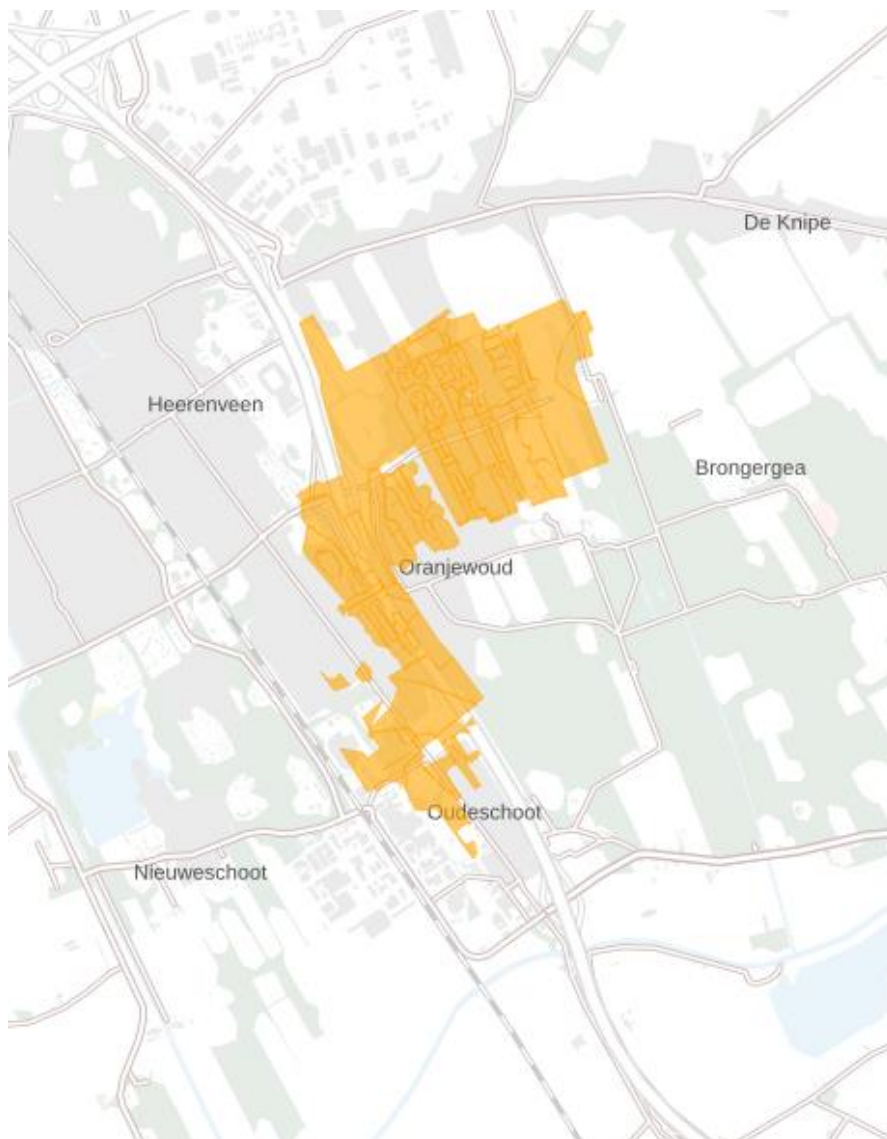 De Knipe
Heerenveen
Brongergea
Oranjewoud
Oudeschoot
Nieuweschoot